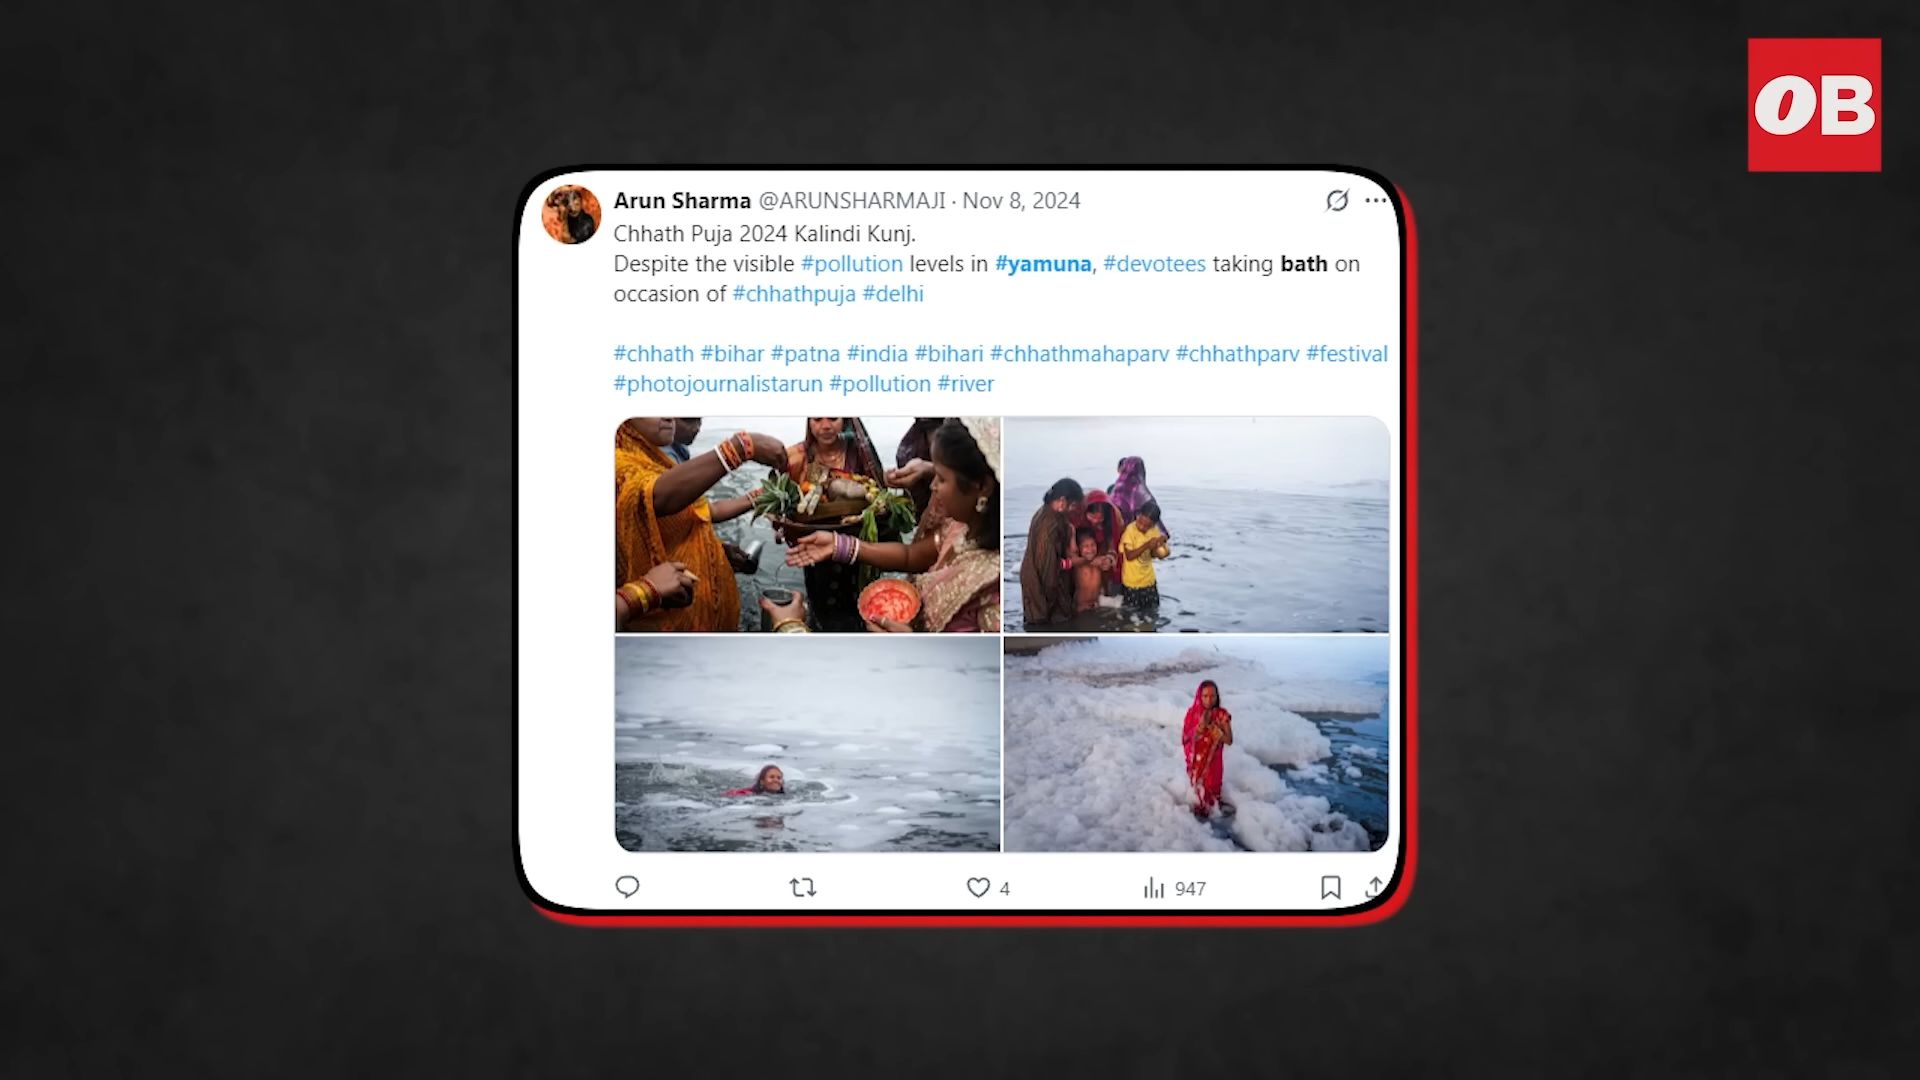 OB
Arun Sharma @ARUNSHARMAJI · Nov 8, 2024
Chhath Puja 2024 Kalindi Kunj.
Despite the visible #pollution levels in #yamuna, #devotees taking bath on
occasion of #chhathpuja #delhi
#chhath #bihar #patna #india #bihari #chhathmahaparv #chhathparv #festival
#photojournalistarun #pollution #river
4 947